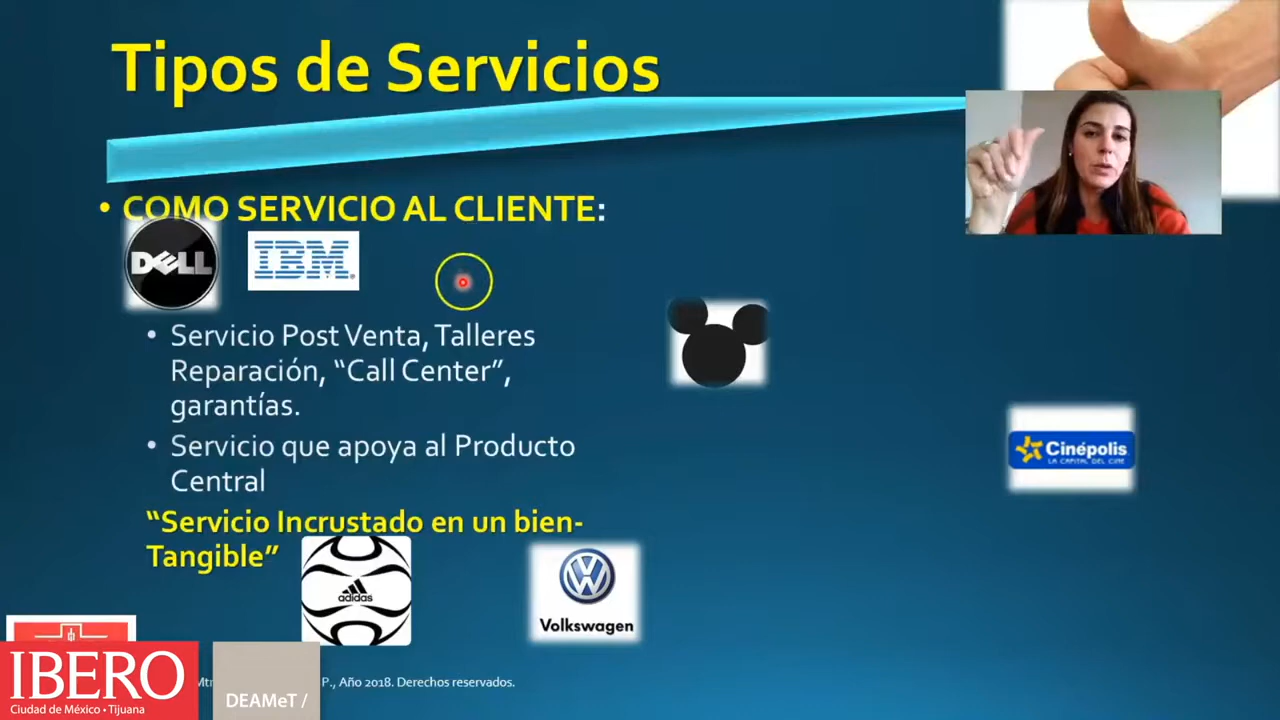 Tipos de Servicios
• COMO SERVICIO AL CLIENTE:
DELL
IBM
• Servicio Post Venta, Talleres
Reparación, “Call Center”,
garantías.
• Servicio que apoya al Producto
Central
Cinépolis
LA CAPITAL DEL CINE
“Servicio Incrustado en un bien-
Tangible”
adidas
Volkswagen
IBERO
Ciudad de México • Tijuana
DEAMeT /
P., Año 2018. Derechos reservados.